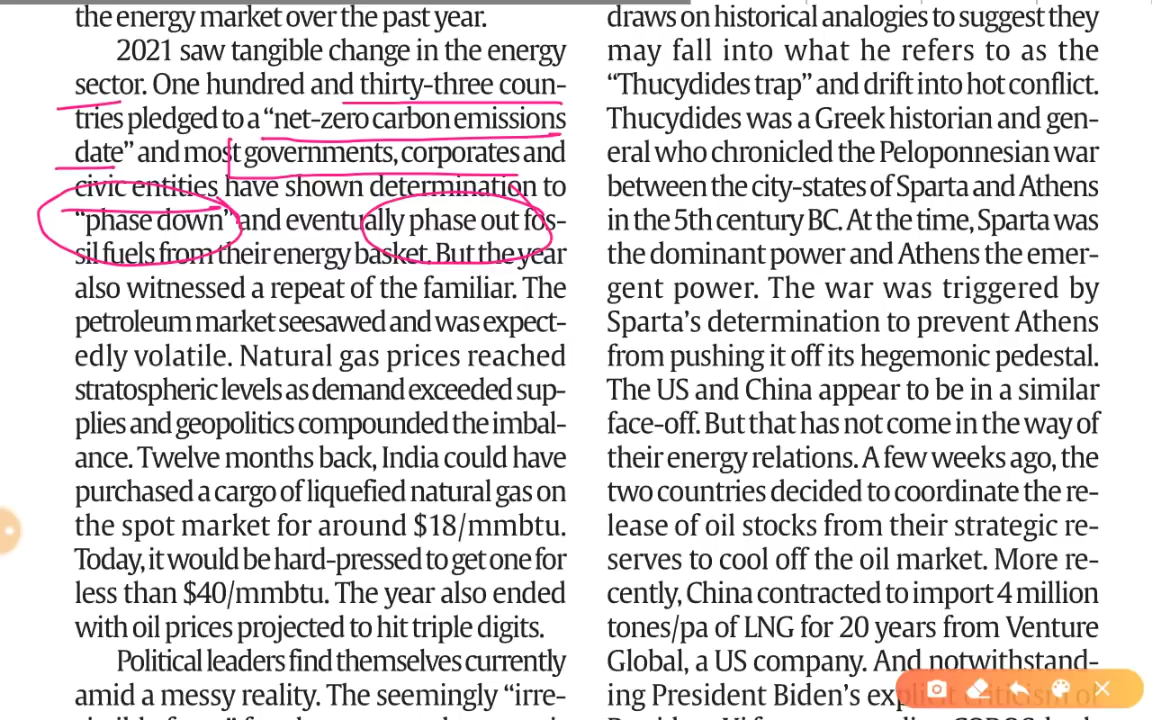 the energy market over the past year.
2021 saw tangible change in the energy
sector. One hundred and thirty-three coun-
tries pledged to a “net-zero carbon emissions
date” and most governments, corporates and
civic entities have shown determination to
“phase down” and eventually phase out fos-
sil fuels from their energy basket. But the year
also witnessed a repeat of the familiar. The
petroleum market seesawed and was expect-
edly volatile. Natural gas prices reached
stratospheric levels as demand exceeded sup-
plies and geopolitics compounded the imbal-
ance. Twelve months back, India could have
purchased a cargo of liquefied natural gas on
the spot market for around $18/mmbtu.
Today, it would be hard-pressed to get one for
less than $40/mmbtu. The year also ended
with oil prices projected to hit triple digits.
Political leaders find themselves currently
amid a messy reality. The seemingly “irre-
draws on historical analogies to suggest they
may fall into what he refers to as the
“Thucydides trap” and drift into hot conflict.
Thucydides was a Greek historian and gen-
eral who chronicled the Peloponnesian war
between the city-states of Sparta and Athens
in the 5th century BC. At the time, Sparta was
the dominant power and Athens the emer-
gent power. The war was triggered by
Sparta’s determination to prevent Athens
from pushing it off its hegemonic pedestal.
The US and China appear to be in a similar
face-off. But that has not come in the way of
their energy relations. A few weeks ago, the
two countries decided to coordinate the re-
lease of oil stocks from their strategic re-
serves to cool off the oil market. More re-
cently, China contracted to import 4 million
tones/pa of LNG for 20 years from Venture
Global, a US company. And notwithstand-
ing President Biden’s explicit criticism of